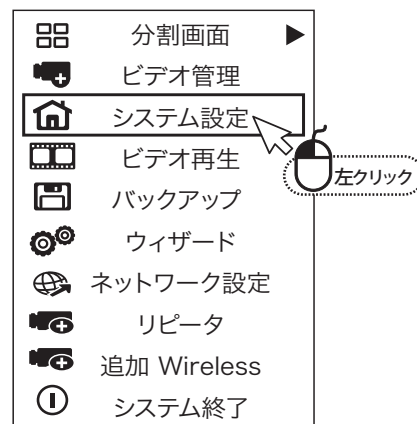 分割画面
ビデオ管理
システム設定
ビデオ再生
左クリック
バックアップ
ウィザード
ネットワーク設定
リピータ
追加 Wireless
システム終了